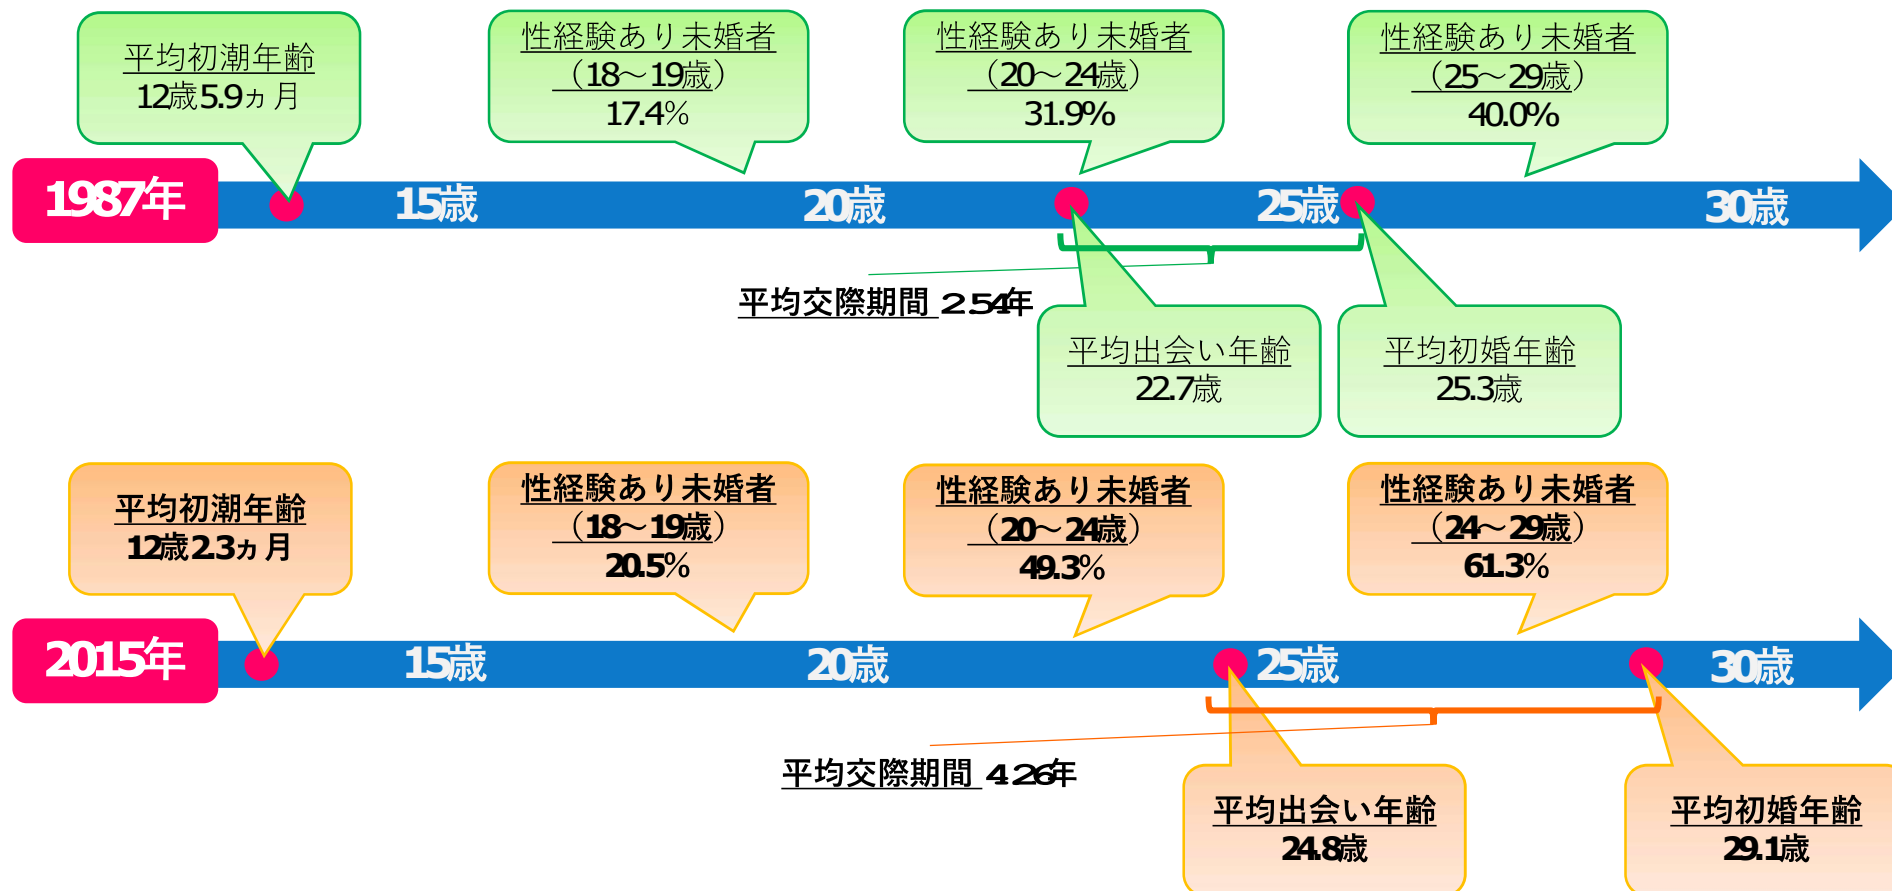 平均初潮年齢
12歳5.9ヵ月
性経験あり未婚者
（18～19歳）
17.4%
性経験あり未婚者
（20～24歳）
31.9%
性経験あり未婚者
（25～29歳）
40.0%
1987年
15歳
20歳
25歳
30歳
平均交際期間 2.54年
平均出会い年齢
22.7歳
平均初婚年齢
25.3歳
平均初潮年齢
12歳2.3ヵ月
性経験あり未婚者
（18～19歳）
20.5%
性経験あり未婚者
（20～24歳）
49.3%
性経験あり未婚者
（24～29歳）
61.3%
2015年
15歳
20歳
25歳
30歳
平均交際期間 4.26年
平均出会い年齢
24.8歳
平均初婚年齢
29.1歳